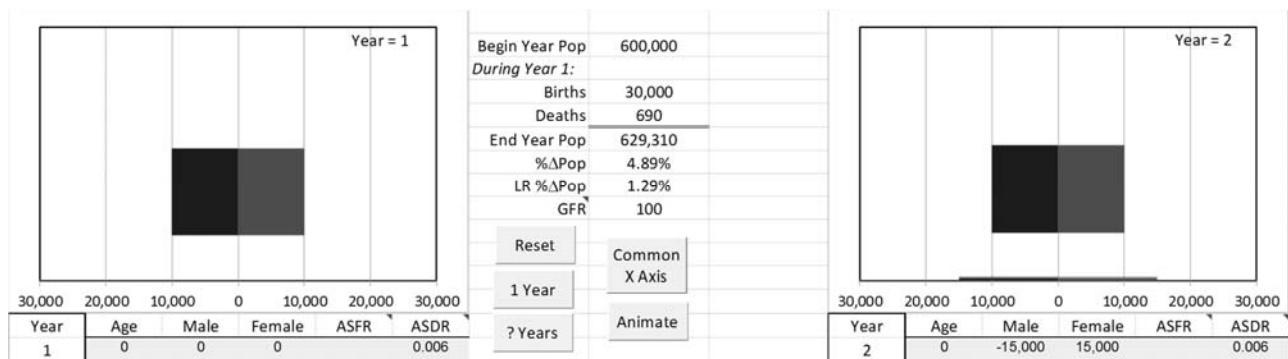 Year = 1
30,000 20,000 10,000 0 10,000 20,000 30,000
Year Age Male Female ASFR ASDR
1 0 0 0 0.006
Begin Year Pop 600,000
During Year 1:
Births 30,000
Deaths 690
End Year Pop 629,310
%ΔPop 4.89%
LR %ΔPop 1.29%
GFR 100
Reset
1 Year
? Years
Common
X Axis
Animate
Year = 2
30,000 20,000 10,000 0 10,000 20,000 30,000
Year Age Male Female ASFR ASDR
2 0 -15,000 15,000 0.006